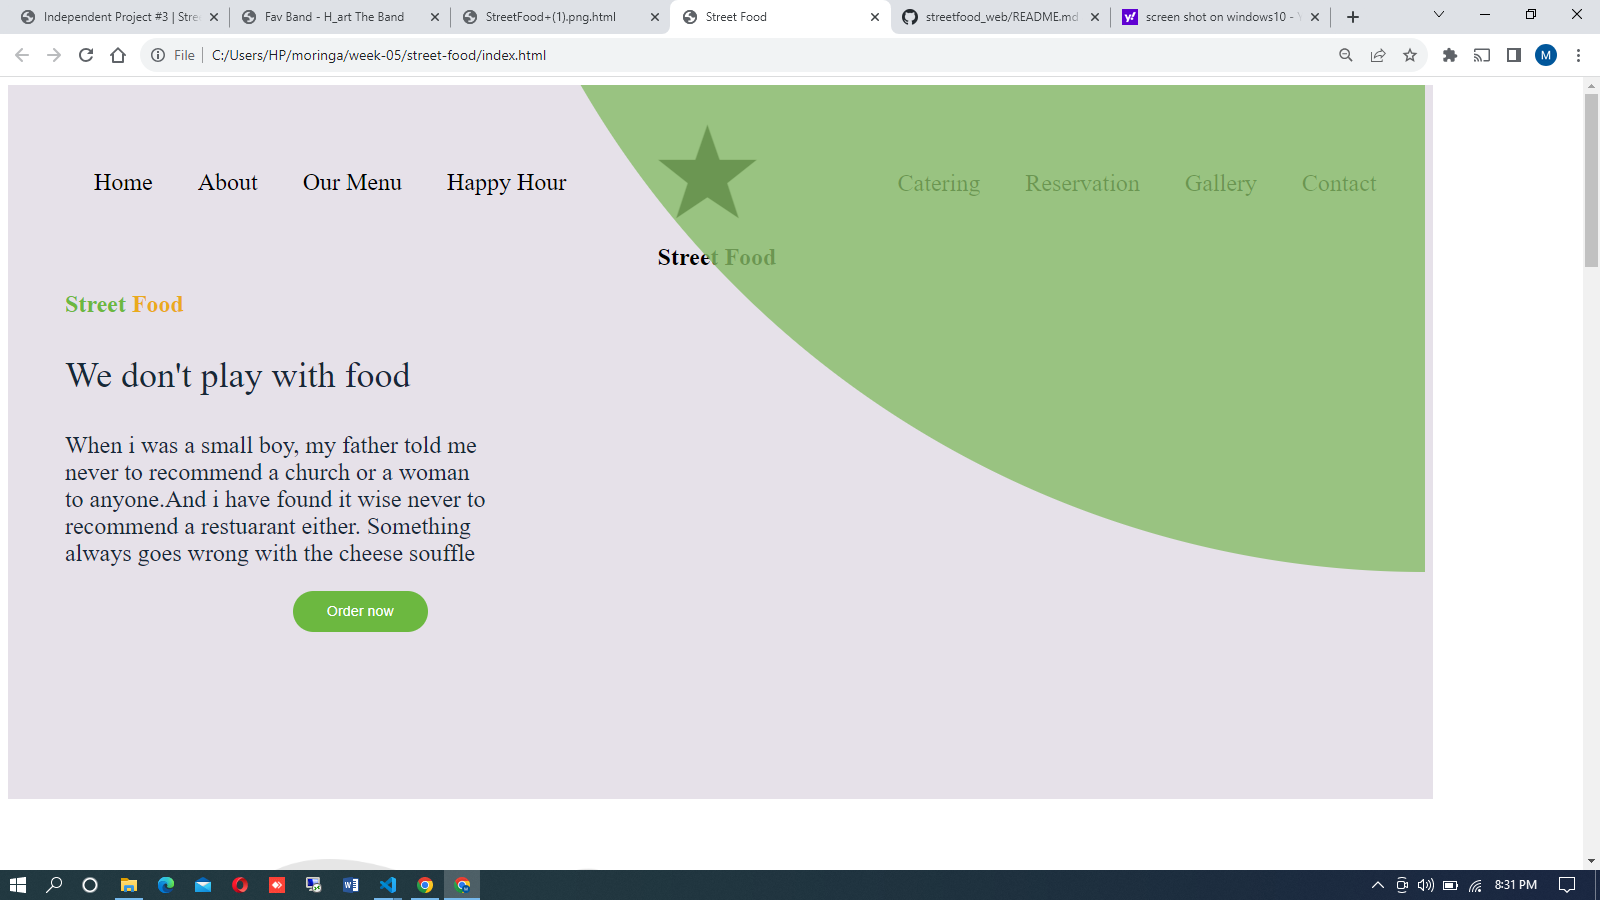 Independent Project #3 | Stre
Fav Band - H_art The Band
StreetFood+(1).png.html
Street Food
streetfood_web/README.md
screen shot on windows10 - Y
File
C:/Users/HP/moringa/week-05/street-food/index.html
M
Home
About
Our Menu
Happy Hour
Catering
Reservation
Gallery
Contact
Street Food
Street Food
We don't play with food
When i was a small boy, my father told me
never to recommend a church or a woman
to anyone.And i have found it wise never to
recommend a restuarant either. Something
always goes wrong with the cheese souffle
Order now
8:31 PM